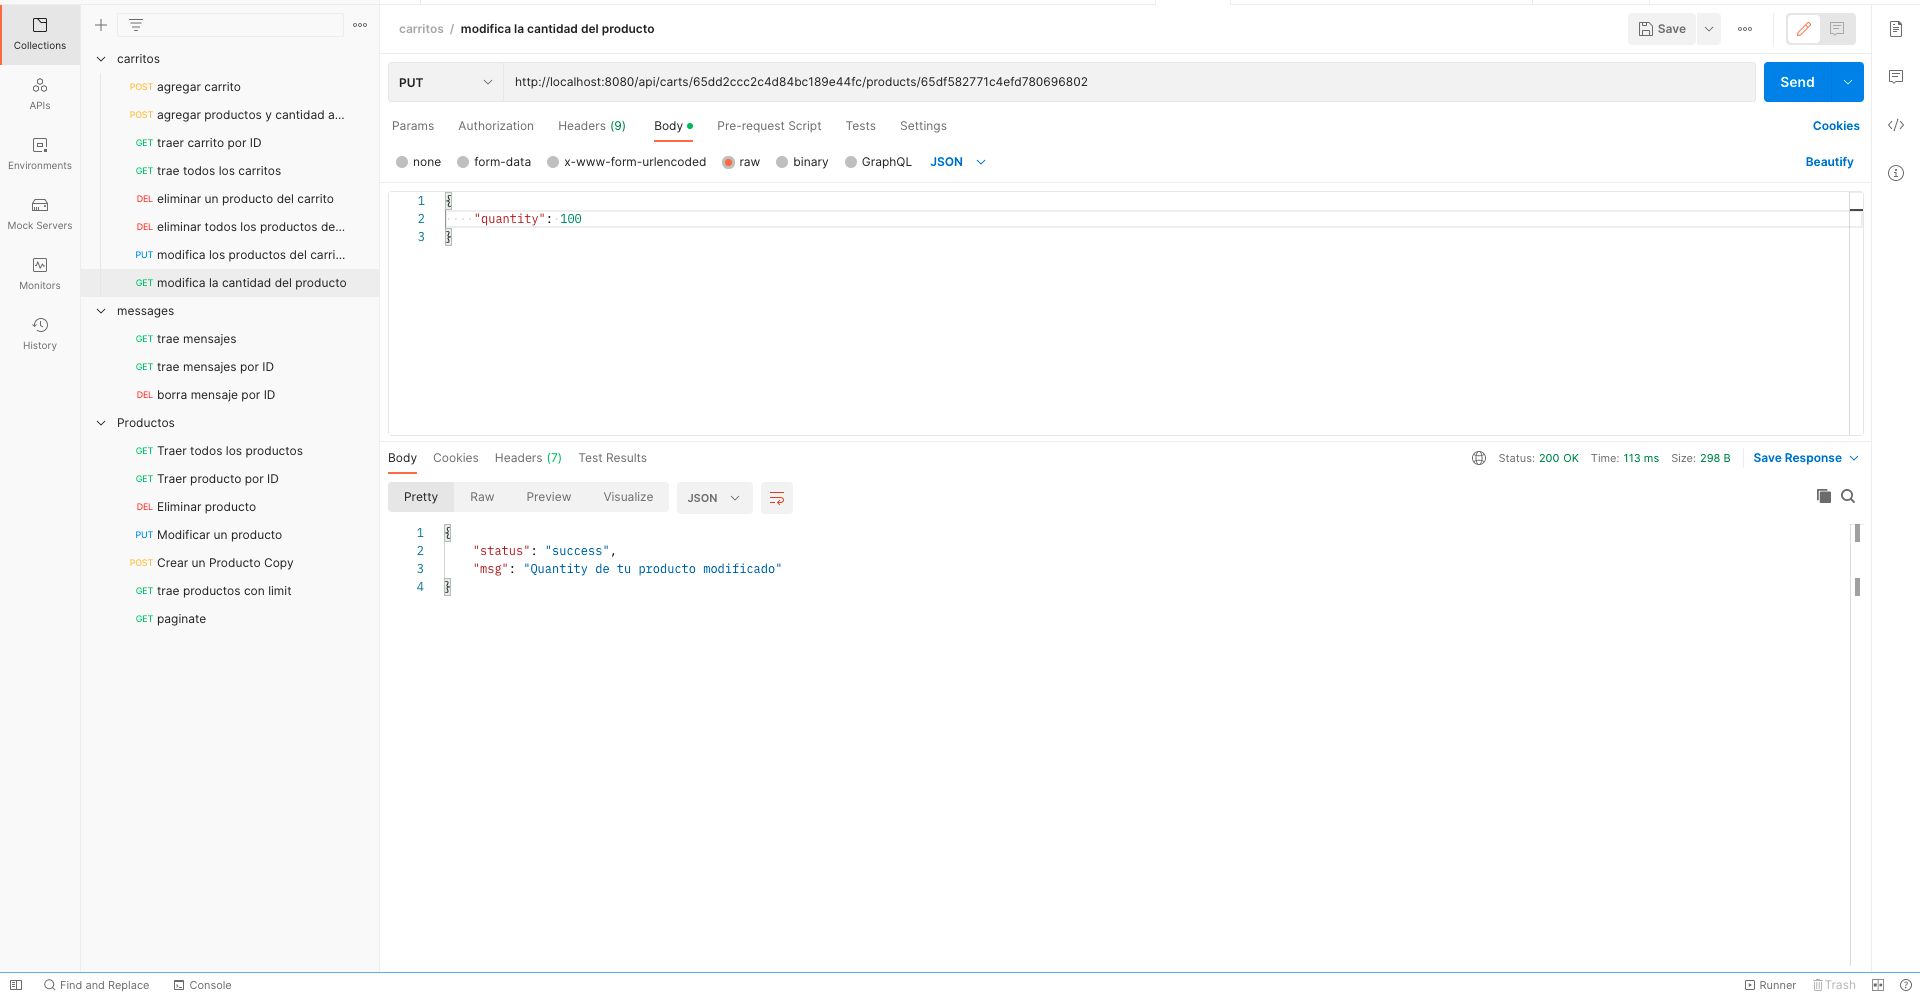 Collections
APIs
Environments
Mock Servers
Monitors
History
carritos
POST agregar carrito
POST agregar productos y cantidad a...
GET traer carrito por ID
GET trae todos los carritos
DEL eliminar un producto del carrito
DEL eliminar todos los productos de...
PUT modifica los productos del carri...
GET modifica la cantidad del producto
messages
GET trae mensajes
GET trae mensajes por ID
DEL borra mensaje por ID
Productos
GET Traer todos los productos
GET Traer producto por ID
DEL Eliminar producto
PUT Modificar un producto
POST Crear un Producto Copy
GET trae productos con limit
GET paginate
carritos / modifica la cantidad del producto
Save
PUT http://localhost:8080/api/carts/65dd2ccc2c4d84bc189e44fc/products/65df582771c4efd780696802 Send
Params Authorization Headers (9) Body Pre-request Script Tests Settings Cookies
none form-data x-www-form-urlencoded raw binary GraphQL JSON Beautify
1 {
2 "quantity": 100
3 }
Body Cookies Headers (7) Test Results Status: 200 OK Time: 113 ms Size: 298 B Save Response
Pretty Raw Preview Visualize JSON
1 {
2 "status": "success",
3 "msg": "Quantity de tu producto modificado"
4 }
Find and Replace Console Runner Trash